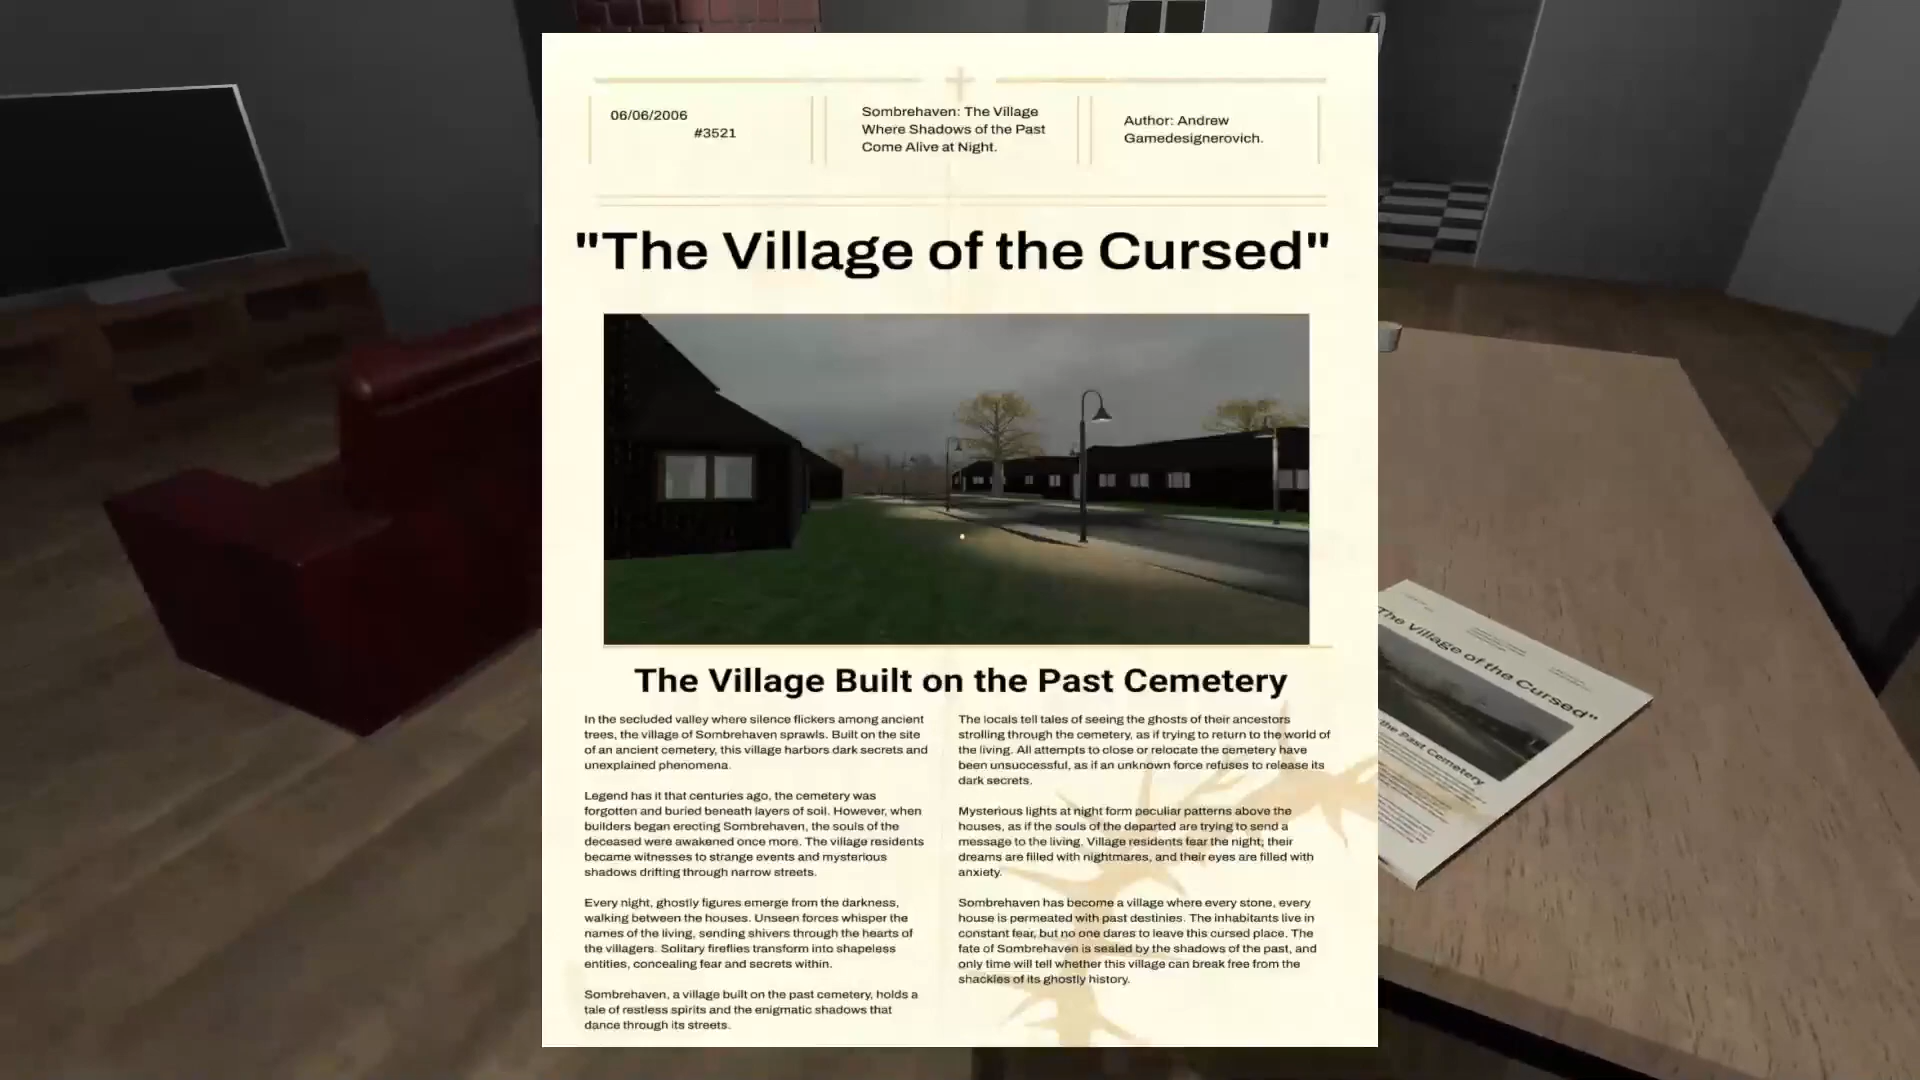 06/06/2006
#3521
Sombrehaven: The Village
Where Shadows of the Past
Come Alive at Night.
Author: Andrew
Gamedesignerovich.
"The Village of the Cursed"
The Village Built on the Past Cemetery
In the secluded valley where silence flickers among ancient
trees, the village of Sombrehaven sprawls. Built on the site
of an ancient cemetery, this village harbors dark secrets and
unexplained phenomena.
Legend has it that centuries ago, the cemetery was
forgotten and buried beneath layers of soil. However, when
builders began erecting Sombrehaven, the souls of the
deceased were awakened once more. The village residents
became witnesses to strange events and mysterious
shadows drifting through narrow streets.
Every night, ghostly figures emerge from the darkness,
walking between the houses. Unseen forces whisper the
names of the living, sending shivers through the hearts of
the villagers. Solitary fireflies transform into shapeless
entities, concealing fear and secrets within.
Sombrehaven, a village built on the past cemetery, holds a
tale of restless spirits and the enigmatic shadows that
dance through its streets.
The locals tell tales of seeing the ghosts of their ancestors
strolling through the cemetery, as if trying to return to the world of
the living. All attempts to close or relocate the cemetery have
been unsuccessful, as if an unknown force refuses to release its
dark secrets.
Mysterious lights at night form peculiar patterns above the
houses, as if the souls of the departed are trying to send a
message to the living. Village residents fear the night; their
dreams are filled with nightmares, and their eyes are filled with
anxiety.
Sombrehaven has become a village where every stone, every
house is permeated with past destinies. The inhabitants live in
constant fear, but no one dares to leave this cursed place. The
fate of Sombrehaven is sealed by the shadows of the past, and
only time will tell whether this village can break free from the
shackles of its ghostly history.
The Village of the Cursed"
the Past Cemetery